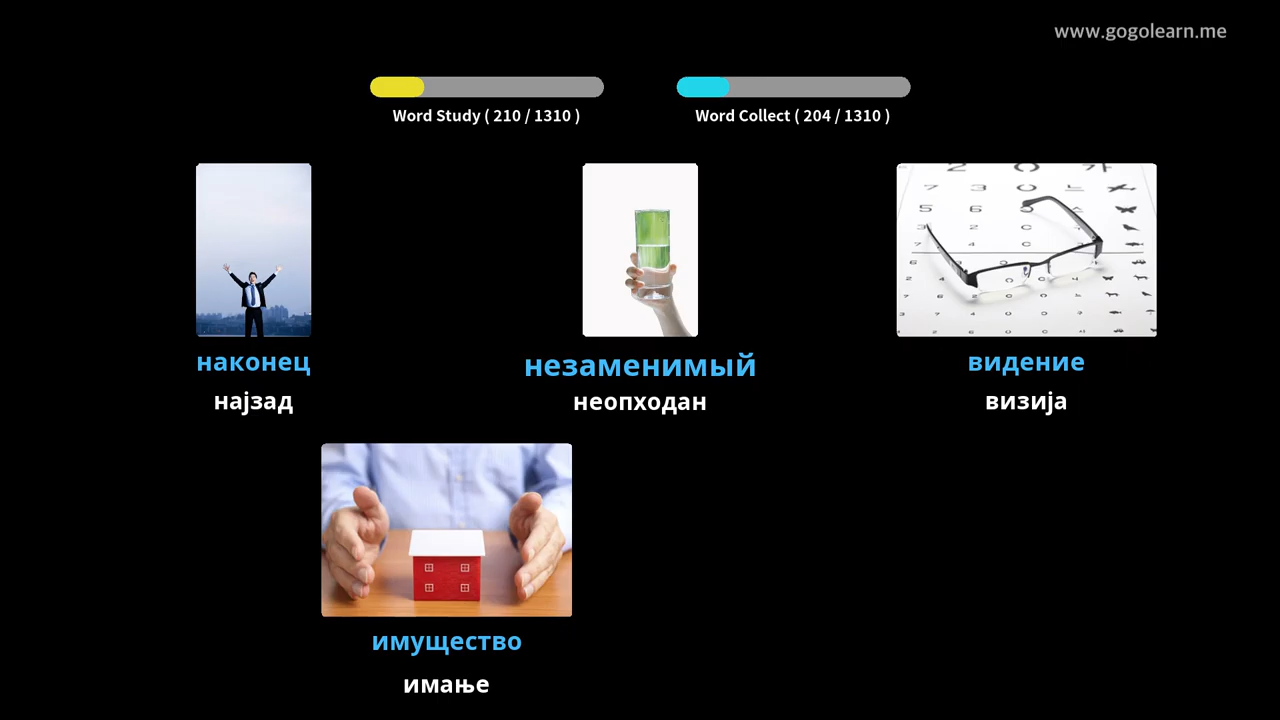 www.gogolearn.me
Word Study ( 210 / 1310 )
Word Collect ( 204 / 1310 )
наконец
најзад
незаменимый
неопходан
видение
визија
имущество
имање